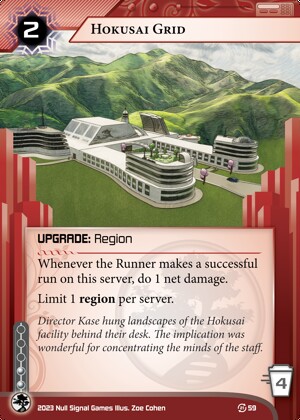 2
Hokusai Grid
UPGRADE: Region
Whenever the Runner makes a successful
run on this server, do 1 net damage.
Limit 1 region per server.
Director Kase hung landscapes of the Hokusai
facility behind their desk. The implication was
wonderful for concentrating the minds of the staff.
4
2023 Null Signal Games Illus. Zoe Cohen
59